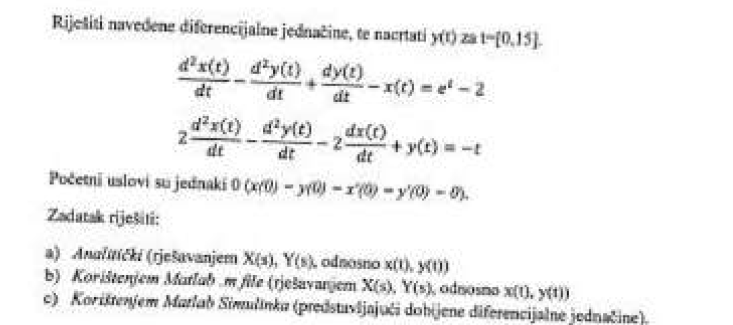 Riješiti navedene diferencijalne jednačine, te nacrtati y(t) za t=[0,15].
d²x(t)/dt − d²y(t)/dt + dy(t)/dt − x(t) = eᵗ − 2
2 d²x(t)/dt − d²y(t)/dt − 2 dx(t)/dt + y(t) = −t
Početni uslovi su jednaki 0 (x(0) = y(0) = x'(0) = y'(0) = 0).
Zadatak riješiti:
a) Analitički (rješavanjem X(s), Y(s), odnosno x(t), y(t))
b) Korištenjem Matlab .m file (rješavanjem X(s), Y(s), odnosno x(t), y(t))
c) Korištenjem Matlab Simulinka (predstavljajući dobijene diferencijalne jednačine).